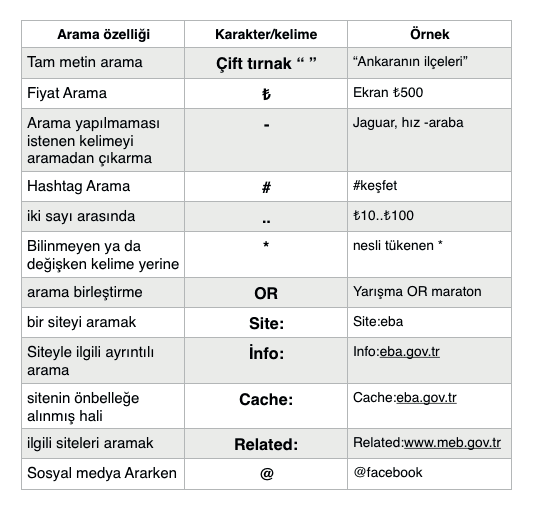 Arama özelliği Karakter/kelime Örnek
Tam metin arama Çift tırnak “ ” “Ankaranın ilçeleri”
Fiyat Arama ₺ Ekran ₺500
Arama yapılmaması
istenen kelimeyi
aramadan çıkarma
- Jaguar, hız -araba
Hashtag Arama # #keşfet
iki sayı arasında .. ₺10..₺100
Bilinmeyen ya da
değişken kelime yerine
* nesli tükenen *
arama birleştirme OR Yarışma OR maraton
bir siteyi aramak Site: Site:eba
Siteyle ilgili ayrıntılı
arama
İnfo: Info:eba.gov.tr
sitenin önbelleğe
alınmış hali
Cache: Cache:eba.gov.tr
ilgili siteleri aramak Related: Related:www.meb.gov.tr
Sosyal medya Ararken @ @facebook